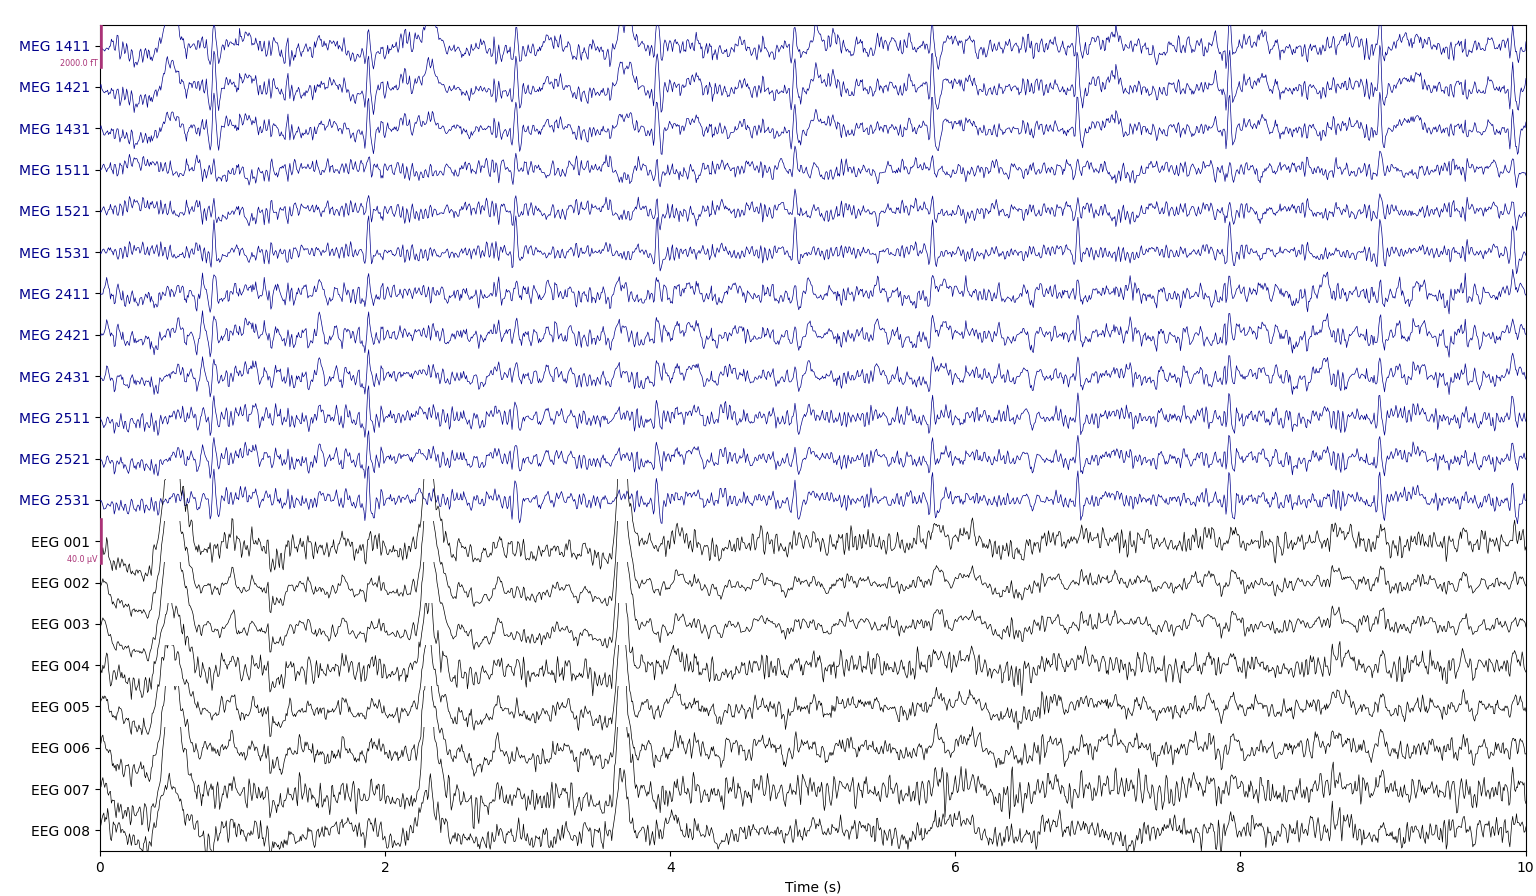 MEG 1411
2000.0 fT
MEG 1421
MEG 1431
MEG 1511
MEG 1521
MEG 1531
MEG 2411
MEG 2421
MEG 2431
MEG 2511
MEG 2521
MEG 2531
EEG 001
40.0 µV
EEG 002
EEG 003
EEG 004
EEG 005
EEG 006
EEG 007
EEG 008
0 2 4 6 8 10
Time (s)